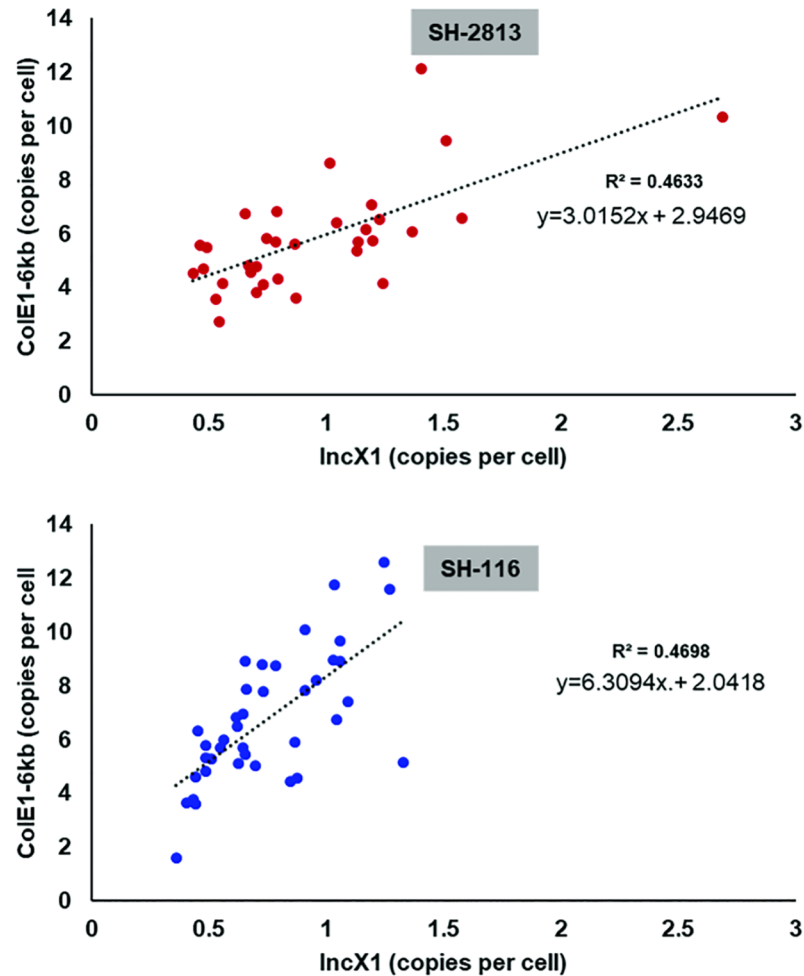 SH-2813
14
12
10
8
6
4
2
0
ColE1-6kb (copies per cell)
R² = 0.4633
y=3.0152x + 2.9469
0 0.5 1 1.5 2 2.5 3
IncX1 (copies per cell)
SH-116
14
12
10
8
6
4
2
0
ColE1-6kb (copies per cell
R² = 0.4698
y=6.3094x.+ 2.0418
0 0.5 1 1.5 2 2.5 3
IncX1 (copies per cell)